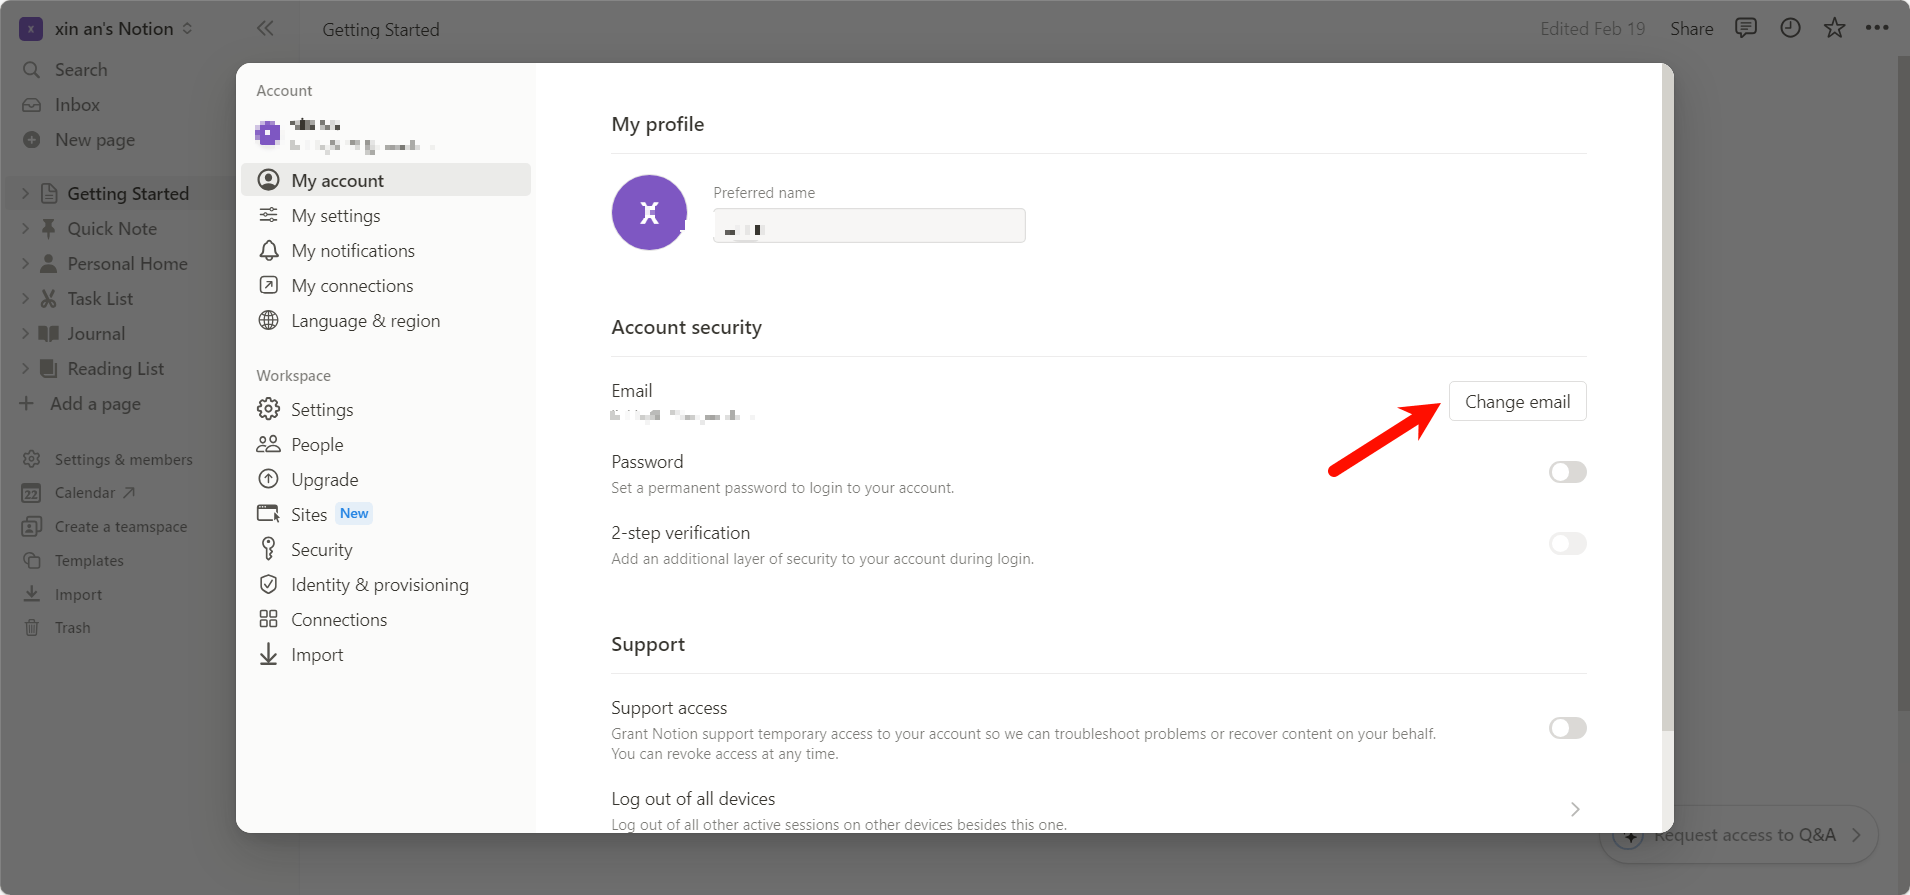 x xin an's Notion
Getting Started
Edited Feb 19
Share
Search
Inbox
New page
Getting Started
Quick Note
Personal Home
Task List
Journal
Reading List
Add a page
Settings & members
22 Calendar
Create a teamspace
Templates
Import
Trash
Account
My account
My settings
My notifications
My connections
Language & region
Workspace
Settings
People
Upgrade
Sites New
Security
Identity & provisioning
Connections
Import
My profile
X
Preferred name
Account security
Email
Change email
Password
Set a permanent password to login to your account.
2-step verification
Add an additional layer of security to your account during login.
Support
Support access
Grant Notion support temporary access to your account so we can troubleshoot problems or recover content on your behalf.
You can revoke access at any time.
Log out of all devices
Log out of all other active sessions on other devices besides this one.
Request access to Q&A